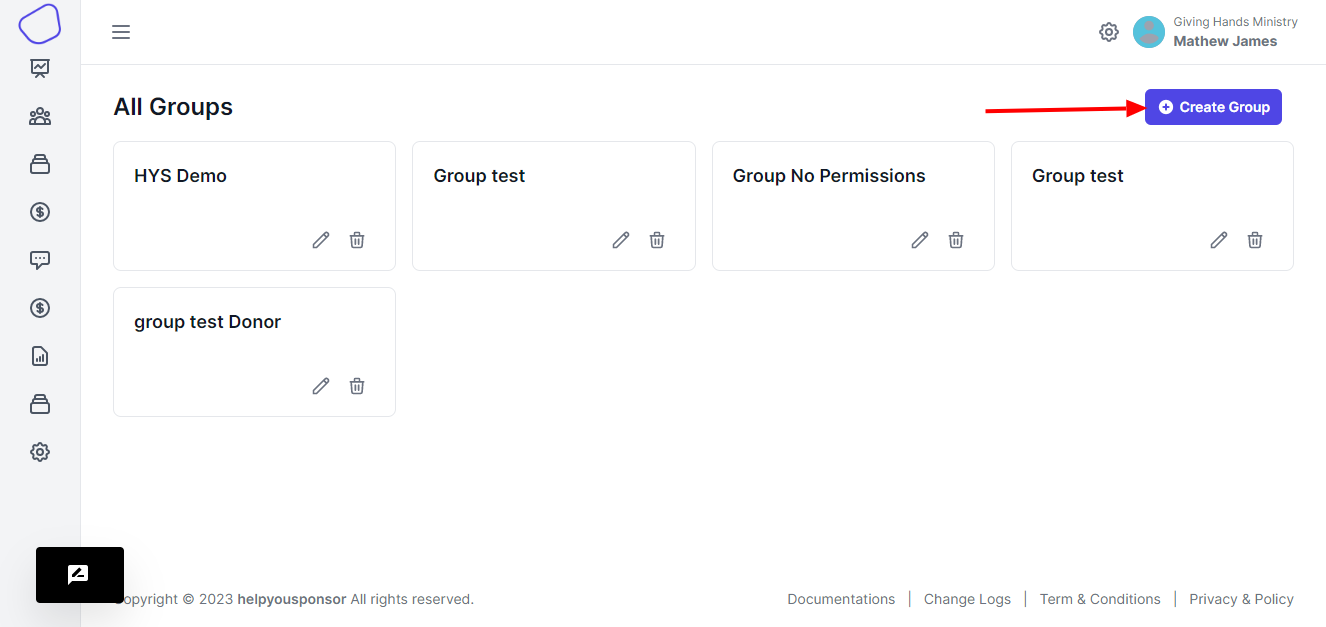 Giving Hands Ministry
Mathew James
All Groups
Create Group
HYS Demo
Group test
Group No Permissions
Group test
group test Donor
opyright © 2023 helpyousponsor All rights reserved.
Documentations | Change Logs | Term & Conditions | Privacy & Policy